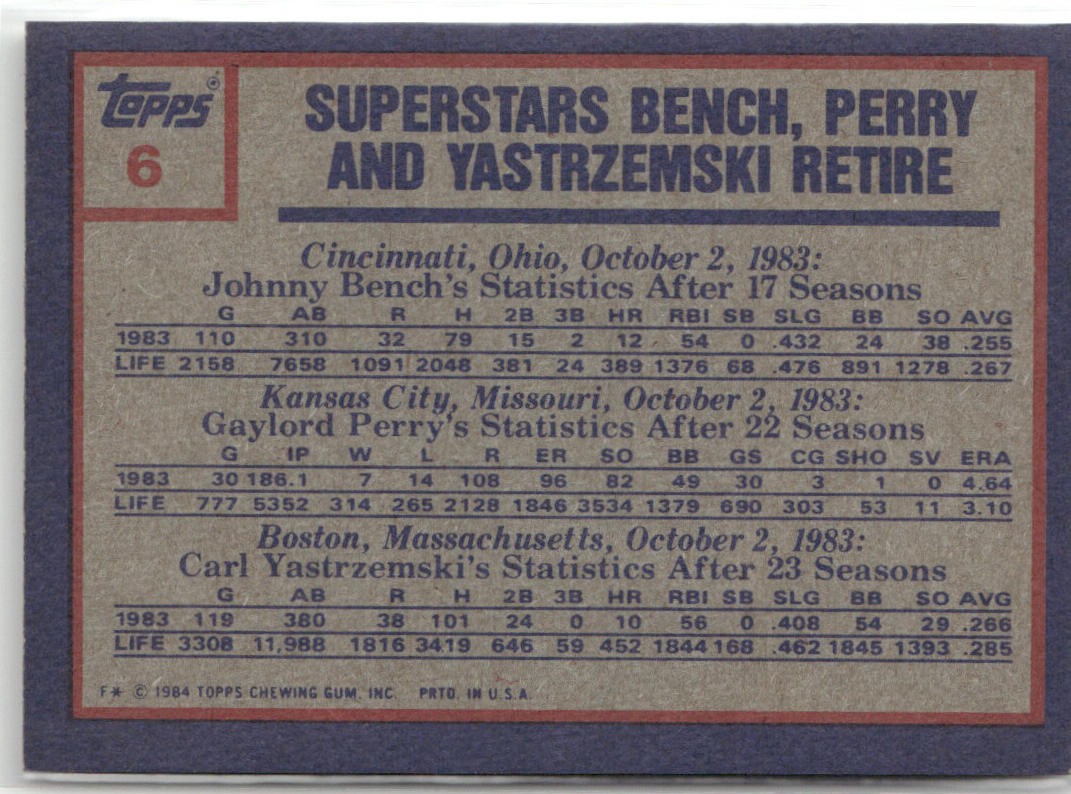 Topps®
6
SUPERSTARS BENCH, PERRY
AND YASTRZEMSKI RETIRE
Cincinnati, Ohio, October 2, 1983:
Johnny Bench's Statistics After 17 Seasons
G AB R H 2B 3B HR RBI SB SLG BB SO AVG
1983 110 310 32 79 15 2 12 54 0 .432 24 38 .255
LIFE 2158 7658 1091 2048 381 24 389 1376 68 .476 891 1278 .267
Kansas City, Missouri, October 2, 1983:
Gaylord Perry's Statistics After 22 Seasons
G IP W L R ER SO BB GS CG SHO SV ERA
1983 30 186.1 7 14 108 96 82 49 30 3 1 0 4.64
LIFE 777 5352 314 265 2128 1846 3534 1379 690 303 53 11 3.10
Boston, Massachusetts, October 2, 1983:
Carl Yastrzemski's Statistics After 23 Seasons
G AB R H 2B 3B HR RBI SB SLG BB SO AVG
1983 119 380 38 101 24 0 10 56 0 .408 54 29 .266
LIFE 3308 11,988 1816 3419 646 59 452 1844 168 .462 1845 1393 .285
F* © 1984 TOPPS CHEWING GUM, INC. PRTD. IN U.S.A.